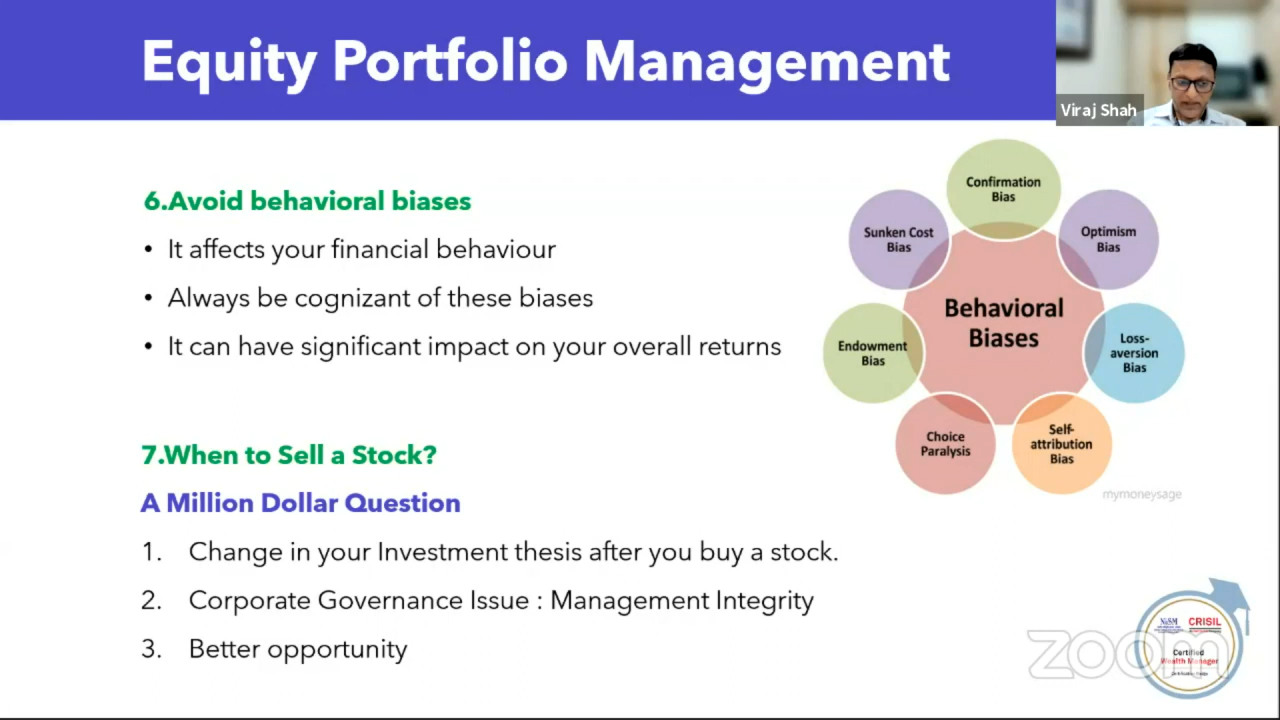 Equity Portfolio Management
Viraj Shah
6.Avoid behavioral biases
• It affects your financial behaviour
• Always be cognizant of these biases
• It can have significant impact on your overall returns
Confirmation
Bias
Sunken Cost
Bias
Optimism
Bias
Behavioral
Biases
Endowment
Bias
Loss-
aversion
Bias
Choice
Paralysis
Self-
attribution
Bias
mymoneysage
7.When to Sell a Stock?
A Million Dollar Question
1. Change in your Investment thesis after you buy a stock.
2. Corporate Governance Issue : Management Integrity
3. Better opportunity
zoom
NISM
CRISIL
Certified
Wealth Manager